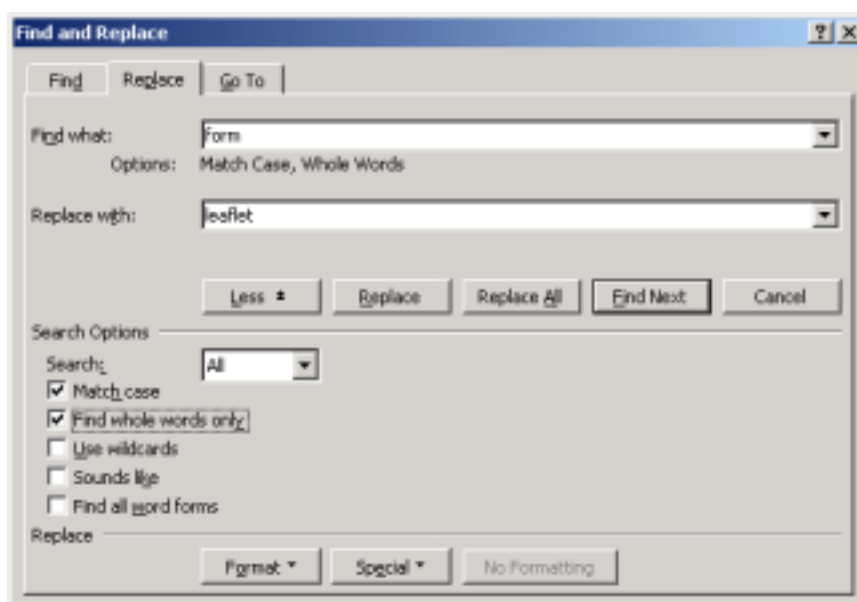 Find and Replace
Find Replace Go To
Find what: form
Options: Match Case, Whole Words
Replace with: leaflet
Less Replace Replace All Find Next Cancel
Search Options
Search: All
Match case
Find whole words only
Use wildcards
Sounds like
Find all word forms
Replace
Format Special No Formatting